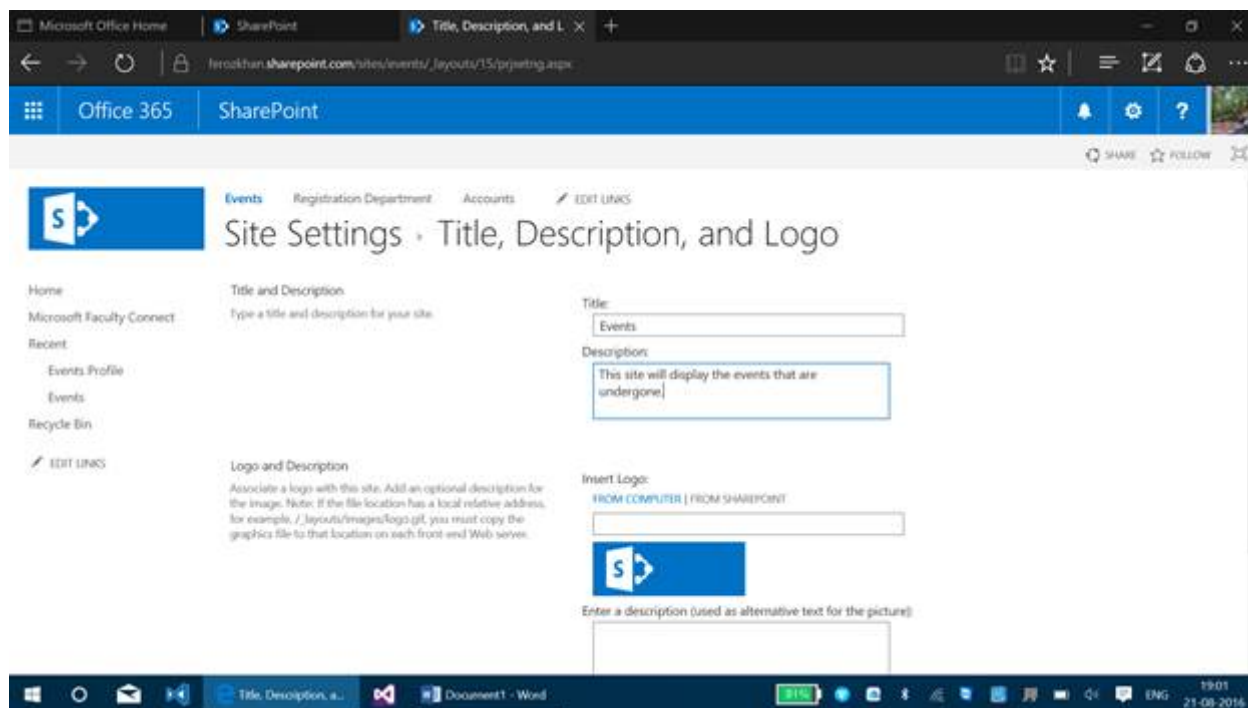 Microsoft Office Home
SharePoint
Title, Description, and L
ferozkhan.sharepoint.com/sites/events/_layouts/15/prjsetng.aspx
Office 365
SharePoint
?
SHARE
FOLLOW
S
Events
Registration Department
Accounts
EDIT LINKS
Site Settings › Title, Description, and Logo
Home
Microsoft Faculty Connect
Recent
Events Profile
Events
Recycle Bin
EDIT LINKS
Title and Description
Type a title and description for your site.
Title:
Events
Description:
This site will display the events that are
undergone.
Logo and Description
Associate a logo with this site. Add an optional description for
the image. Note: If the file location has a local relative address,
for example, /_layouts/images/logo.gif, you must copy the
graphics file to that location on each front-end Web server.
Insert Logo:
FROM COMPUTER | FROM SHAREPOINT
S
Enter a description (used as alternative text for the picture):
Title, Description, a...
Document1 - Word
ENG
19:01
21-08-2016